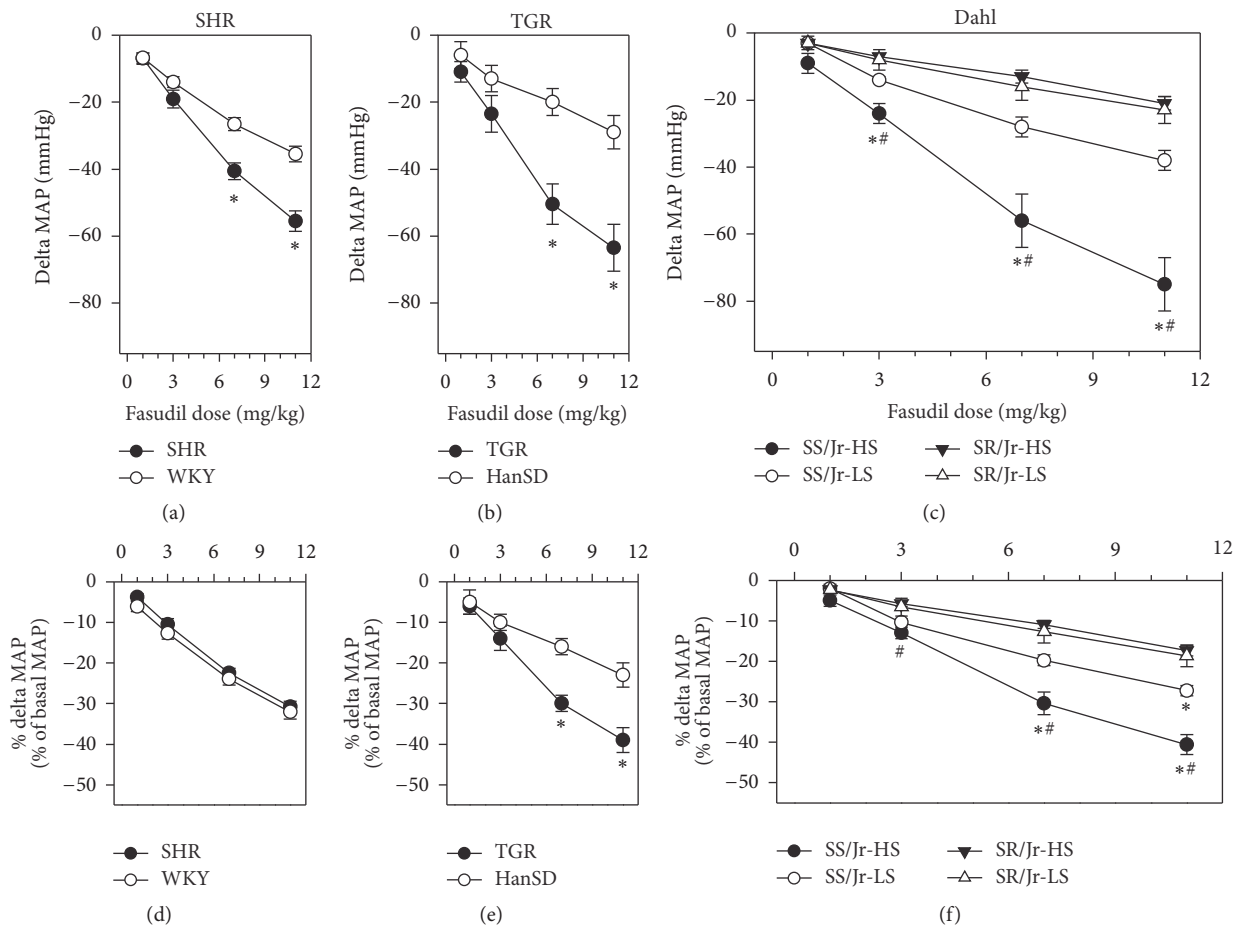 SHR
0
−20
−40
−60
−80
Delta MAP (mmHg)
*
*
0 3 6 9 12
Fasudil dose (mg/kg)
SHR
WKY
(a)
TGR
0
−20
−40
−60
−80
Delta MAP (mmHg)
*
*
0 3 6 9 12
Fasudil dose (mg/kg)
TGR
HanSD
(b)
Dahl
0
−20
−40
−60
−80
Delta MAP (mmHg)
*#
*#
*#
0 3 6 9 12
Fasudil dose (mg/kg)
SS/Jr-HS SR/Jr-HS
SS/Jr-LS SR/Jr-LS
(c)
0 3 6 9 12
0
−10
−20
−30
−40
−50
% delta MAP
(% of basal MAP)
SHR
WKY
(d)
0 3 6 9 12
0
−10
−20
−30
−40
−50
% delta MAP
(% of basal MAP)
*
*
TGR
HanSD
(e)
0 3 6 9 12
0
−10
−20
−30
−40
−50
% delta MAP
(% of basal MAP)
#
*
*#
*#
SS/Jr-HS SR/Jr-HS
SS/Jr-LS SR/Jr-LS
(f)